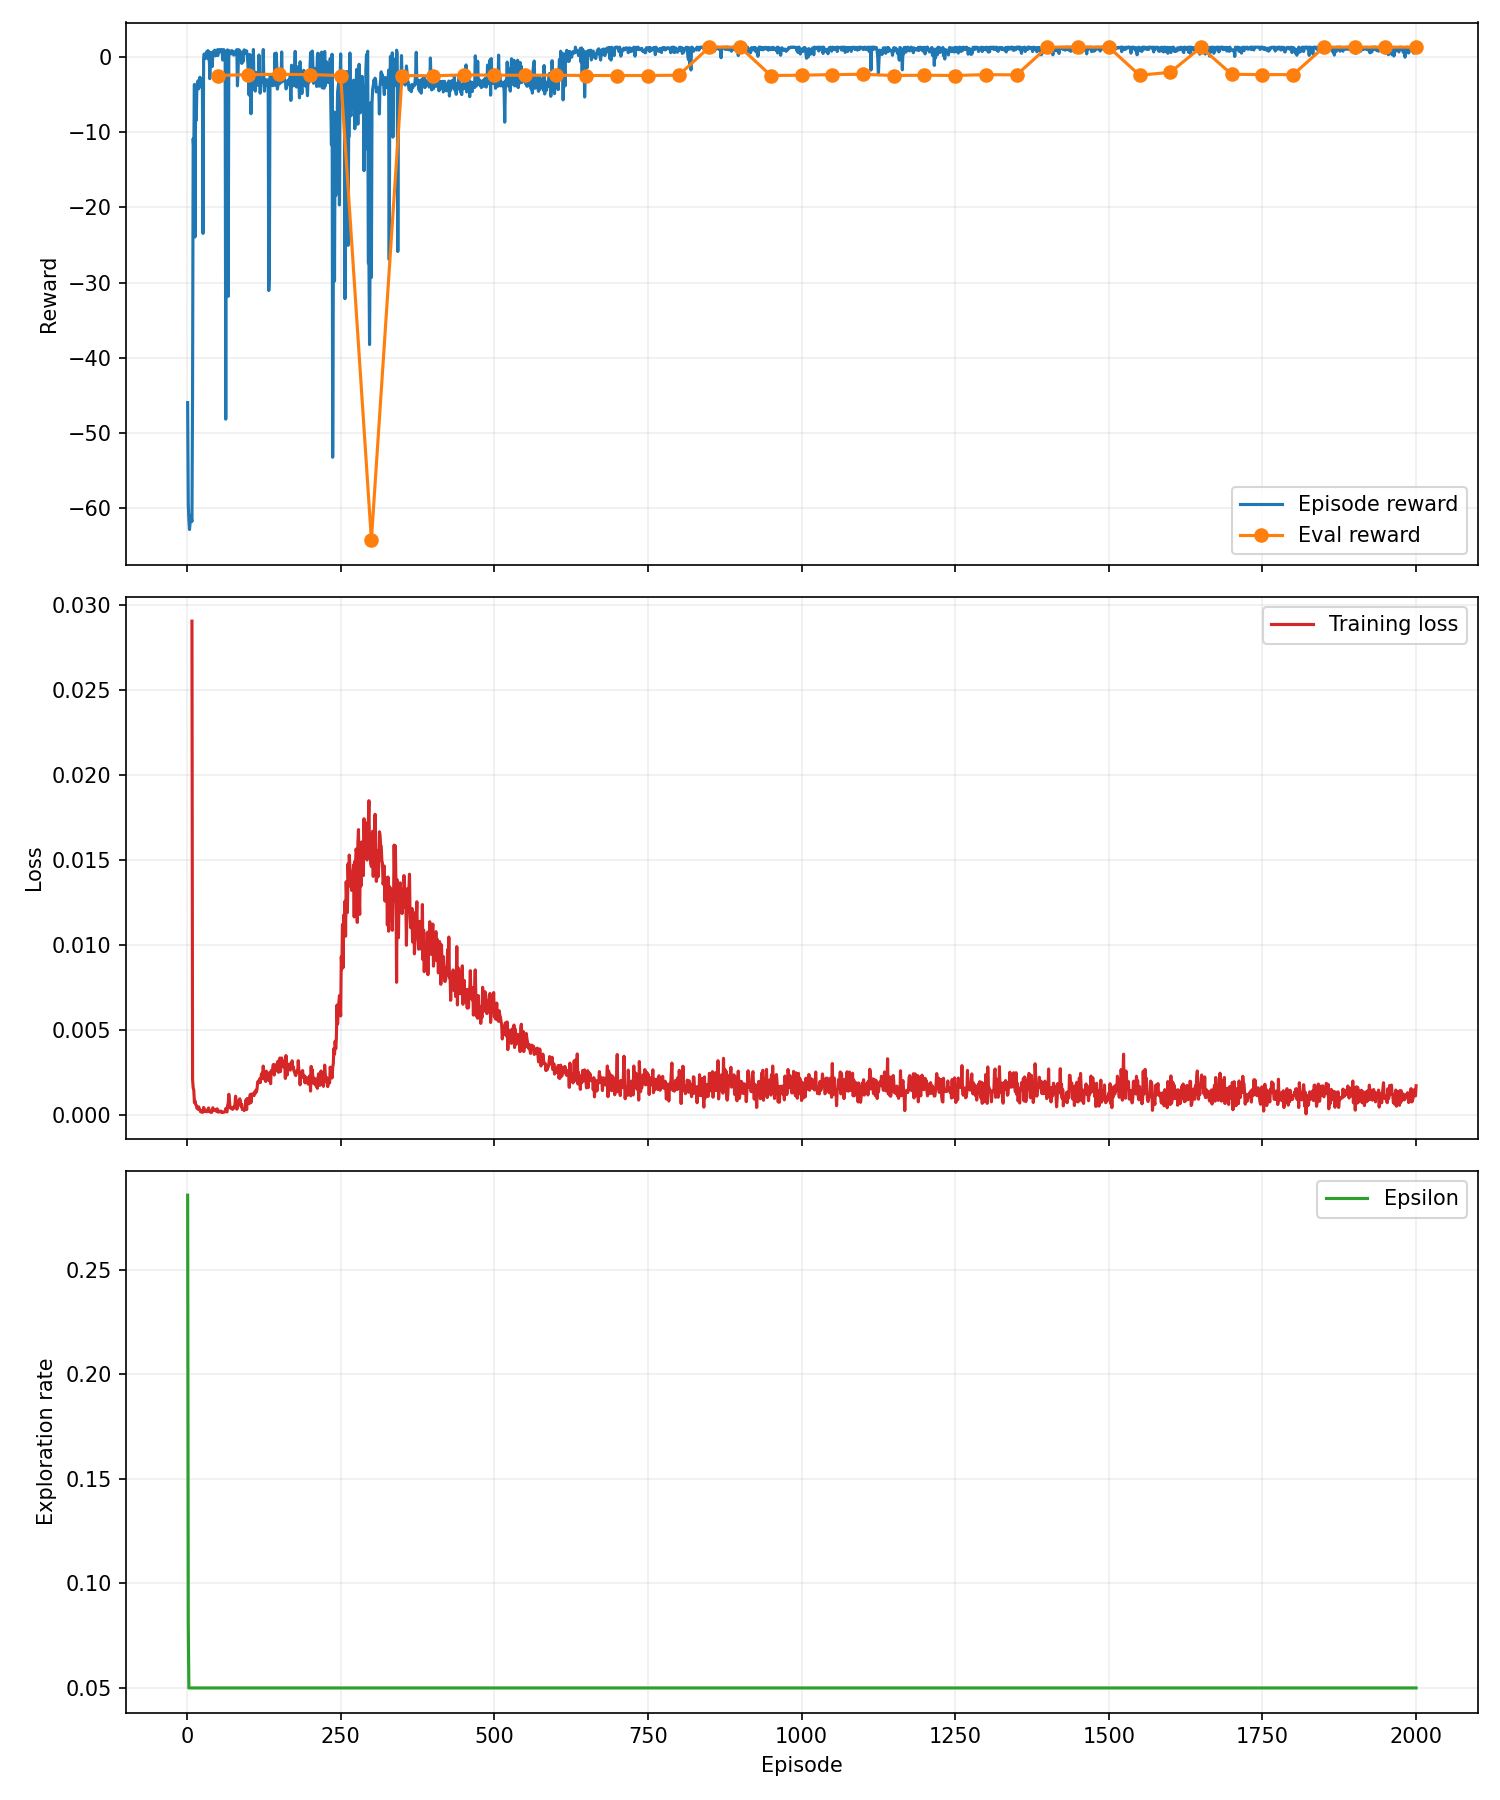 0
−10
−20
−30
−40
−50
−60
Reward
Episode reward
Eval reward
0.030
0.025
0.020
0.015
0.010
0.005
0.000
Loss
Training loss
0.25
0.20
0.15
0.10
0.05
Exploration rate
Epsilon
0 250 500 750 1000 1250 1500 1750 2000
Episode